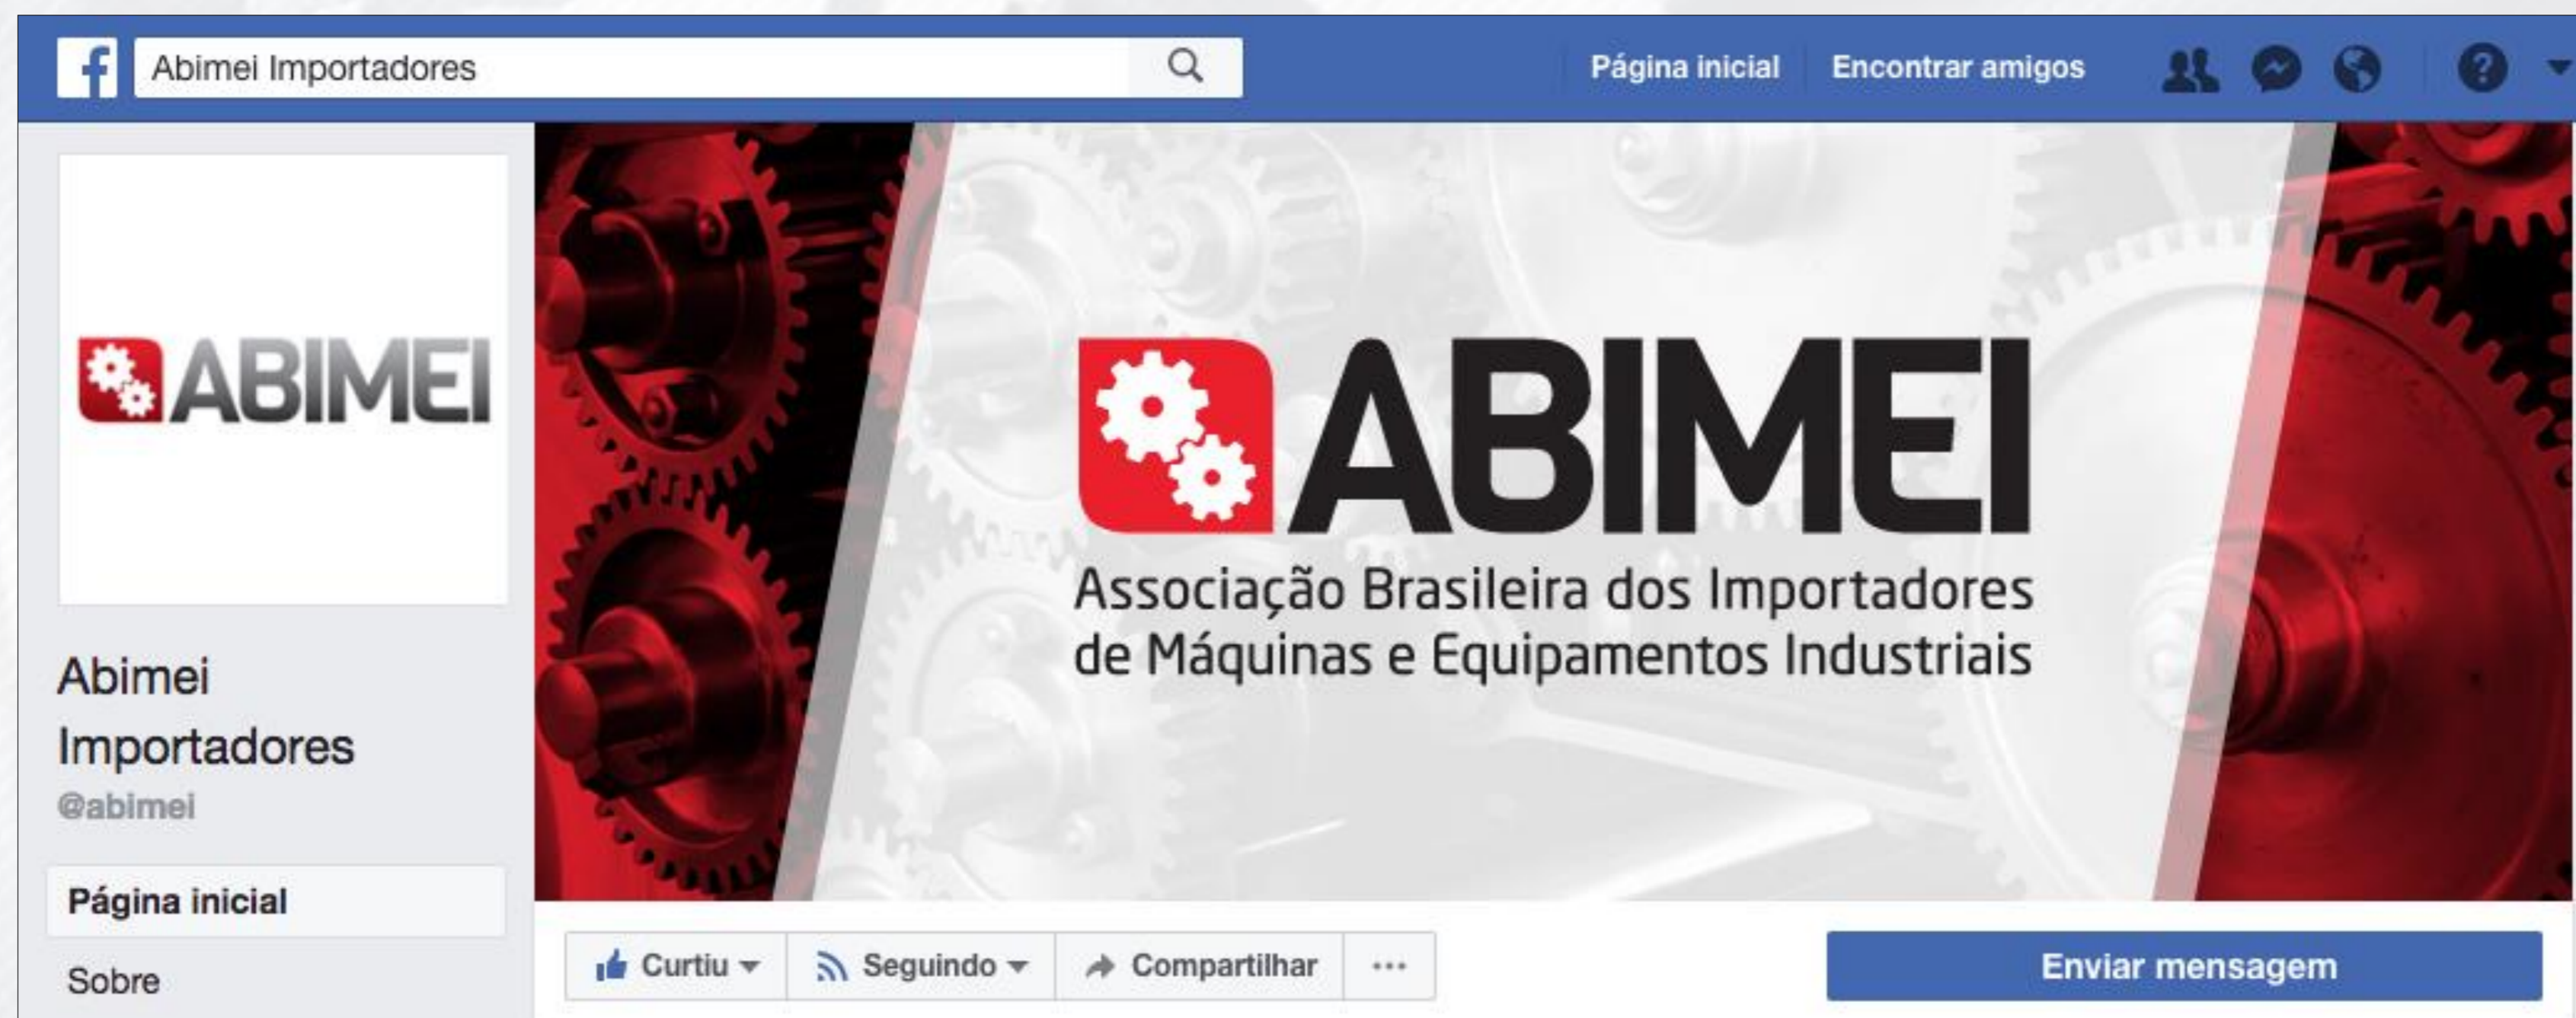 Abimei Importadores
Página inicial
Encontrar amigos
ABIMEI
Abimei
Importadores
@abimei
Página inicial
Sobre
ABIMEI
Associação Brasileira dos Importadores
de Máquinas e Equipamentos Industriais
Curtiu
Seguindo
Compartilhar
Enviar mensagem